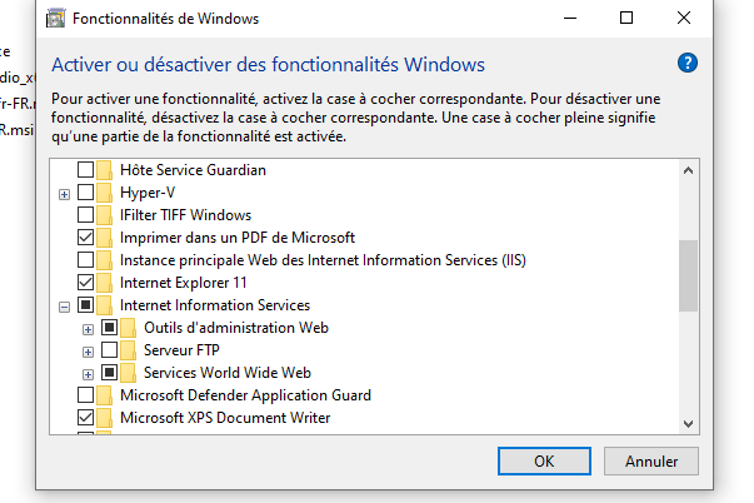 Fonctionnalités de Windows
Activer ou désactiver des fonctionnalités Windows
Pour activer une fonctionnalité, activez la case à cocher correspondante. Pour désactiver une
fonctionnalité, désactivez la case à cocher correspondante. Une case à cocher pleine signifie
qu'une partie de la fonctionnalité est activée.
Hôte Service Guardian
Hyper-V
IFilter TIFF Windows
Imprimer dans un PDF de Microsoft
Instance principale Web des Internet Information Services (IIS)
Internet Explorer 11
Internet Information Services
Outils d'administration Web
Serveur FTP
Services World Wide Web
Microsoft Defender Application Guard
Microsoft XPS Document Writer
OK
Annuler